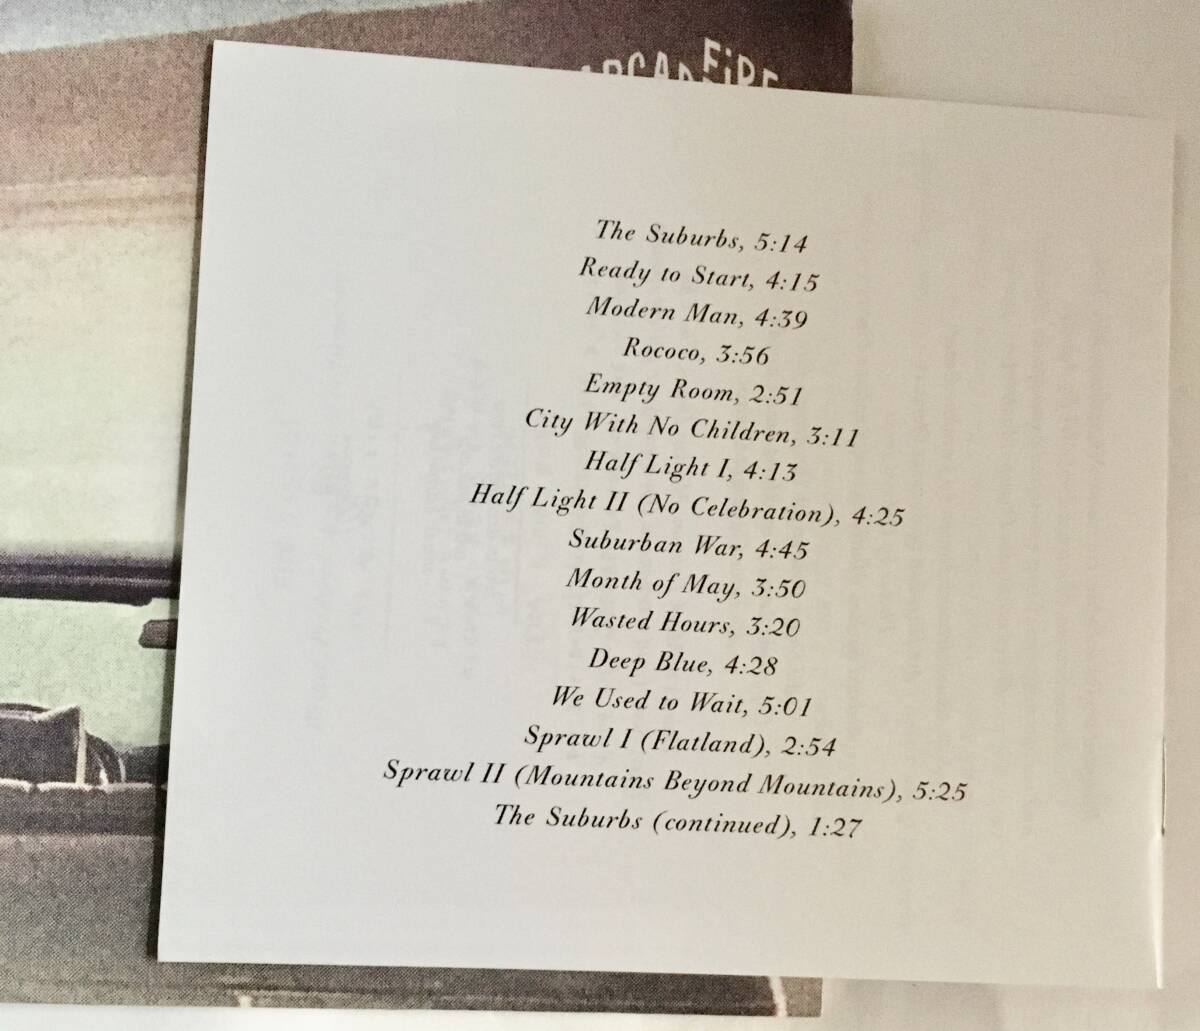 ARCADE FiRE
The Suburbs, 5:14
Ready to Start, 4:15
Modern Man, 4:39
Rococo, 3:56
Empty Room, 2:51
City With No Children, 3:11
Half Light I, 4:13
Half Light II (No Celebration), 4:25
Suburban War, 4:45
Month of May, 3:50
Wasted Hours, 3:20
Deep Blue, 4:28
We Used to Wait, 5:01
Sprawl I (Flatland), 2:54
Sprawl II (Mountains Beyond Mountains), 5:25
The Suburbs (continued), 1:27